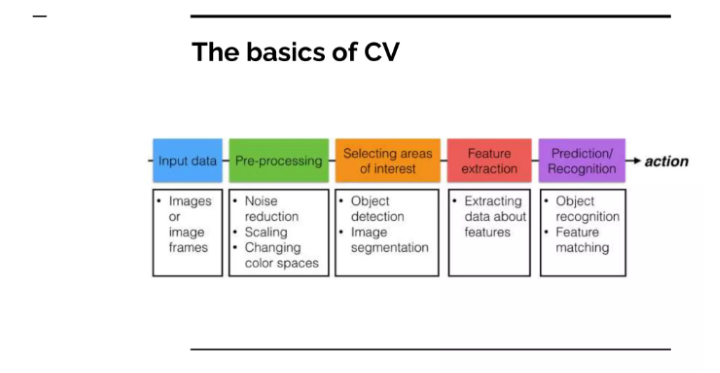 The basics of CV
Input data
Pre-processing
Selecting areas
of interest
Feature
extraction
Prediction/
Recognition
action
• Images
or
image
frames
• Noise
reduction
• Scaling
• Changing
color spaces
• Object
detection
• Image
segmentation
• Extracting
data about
features
• Object
recognition
• Feature
matching